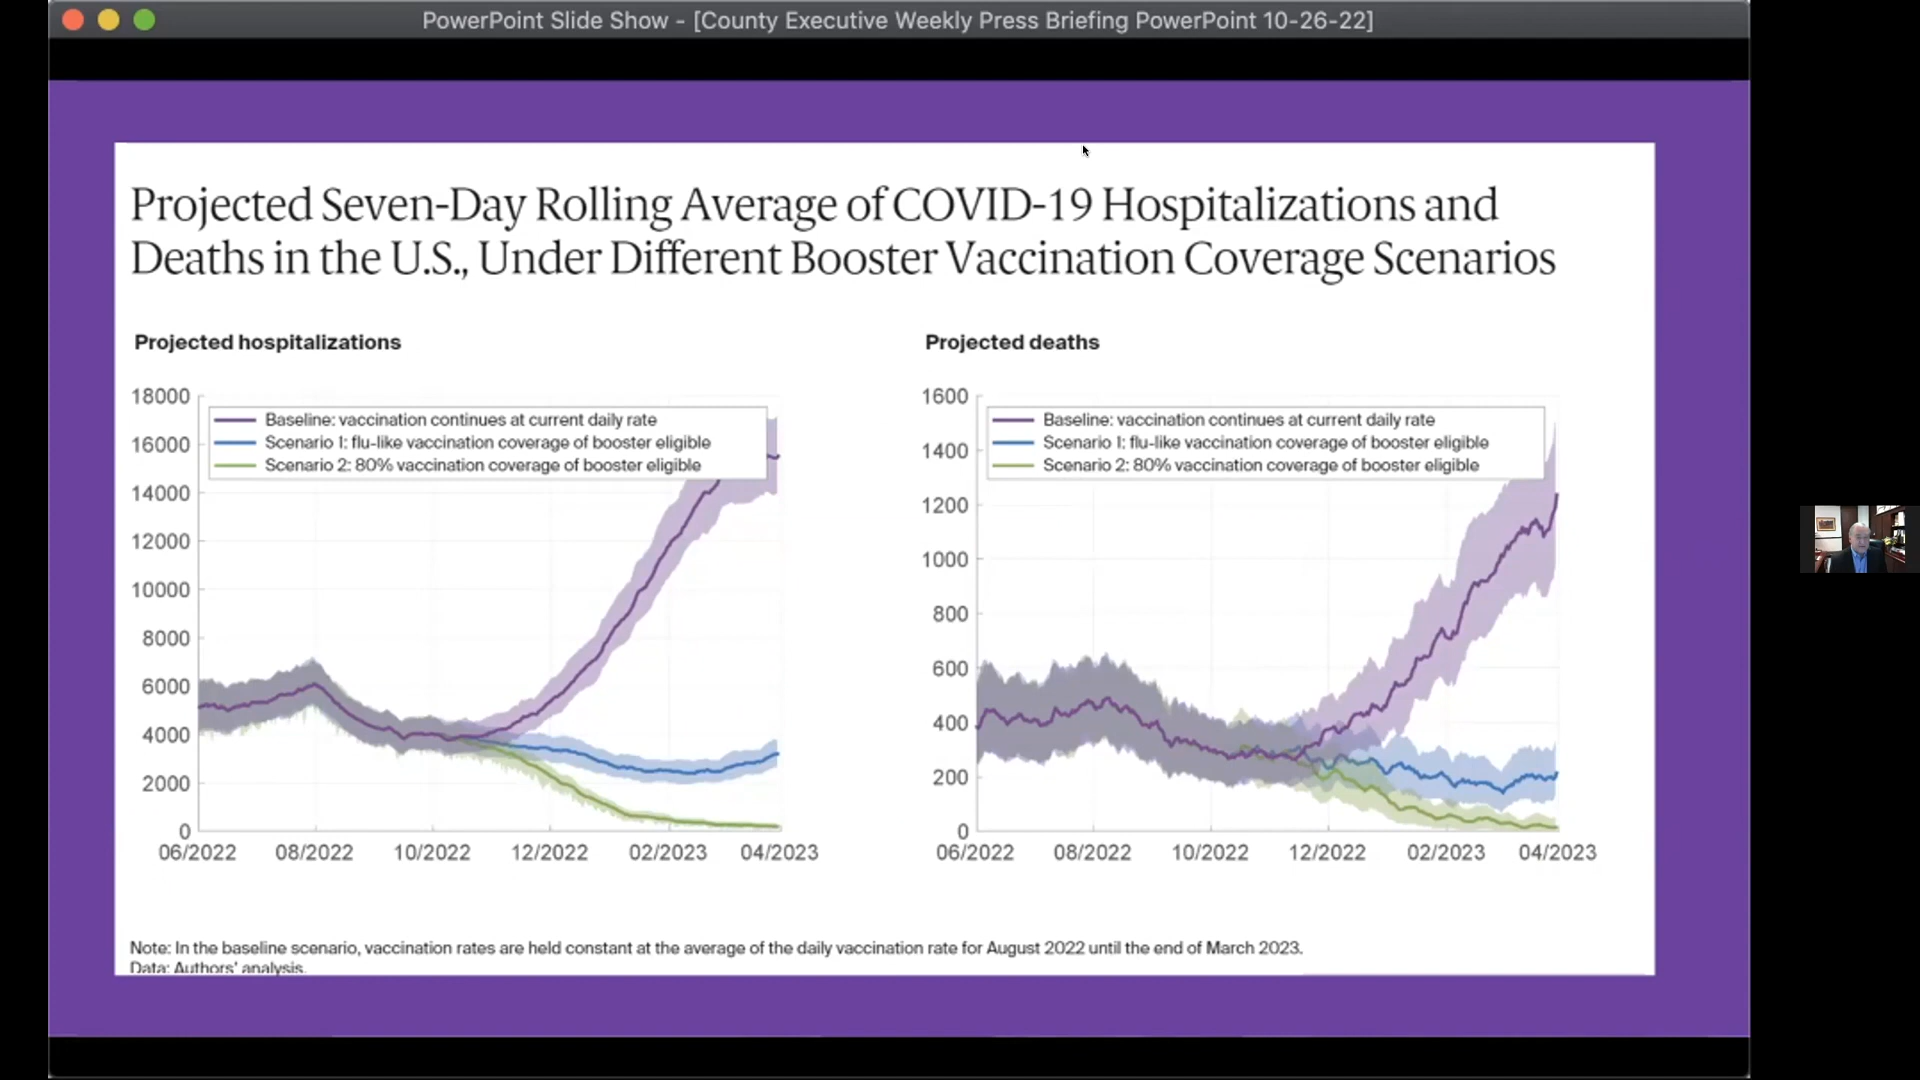 PowerPoint Slide Show - [County Executive Weekly Press Briefing PowerPoint 10-26-22]
Projected Seven-Day Rolling Average of COVID-19 Hospitalizations and
Deaths in the U.S., Under Different Booster Vaccination Coverage Scenarios
Projected hospitalizations
18000
16000
14000
12000
10000
8000
6000
4000
2000
0
Baseline: vaccination continues at current daily rate
Scenario 1: flu-like vaccination coverage of booster eligible
Scenario 2: 80% vaccination coverage of booster eligible
06/2022 08/2022 10/2022 12/2022 02/2023 04/2023
Projected deaths
1600
1400
1200
1000
800
600
400
200
0
Baseline: vaccination continues at current daily rate
Scenario 1: flu-like vaccination coverage of booster eligible
Scenario 2: 80% vaccination coverage of booster eligible
06/2022 08/2022 10/2022 12/2022 02/2023 04/2023
Note: In the baseline scenario, vaccination rates are held constant at the average of the daily vaccination rate for August 2022 until the end of March 2023.
Data: Authors' analysis.